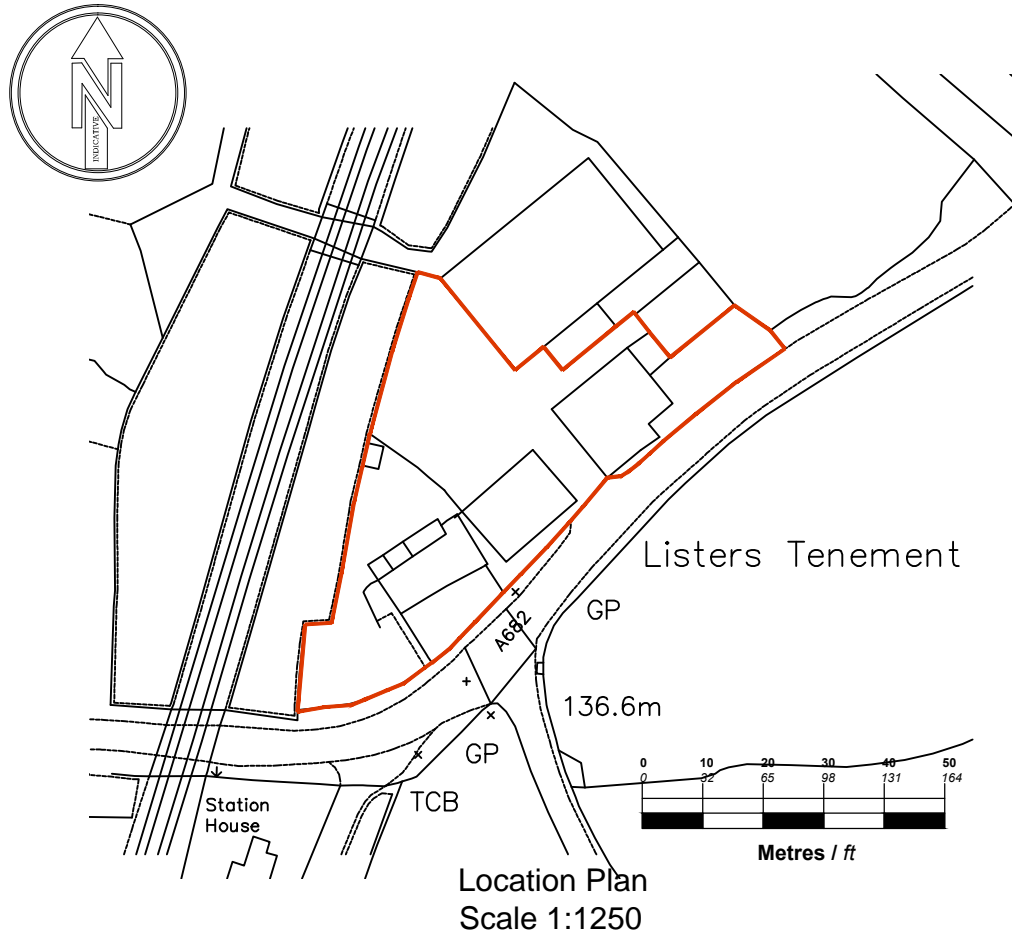 N
INDICATIVE
Listers Tenement
GP
A682
136.6m
GP
TCB
Station
House
0 10 20 30 40 50
0 32 65 98 131 164
Metres / ft
Location Plan
Scale 1:1250